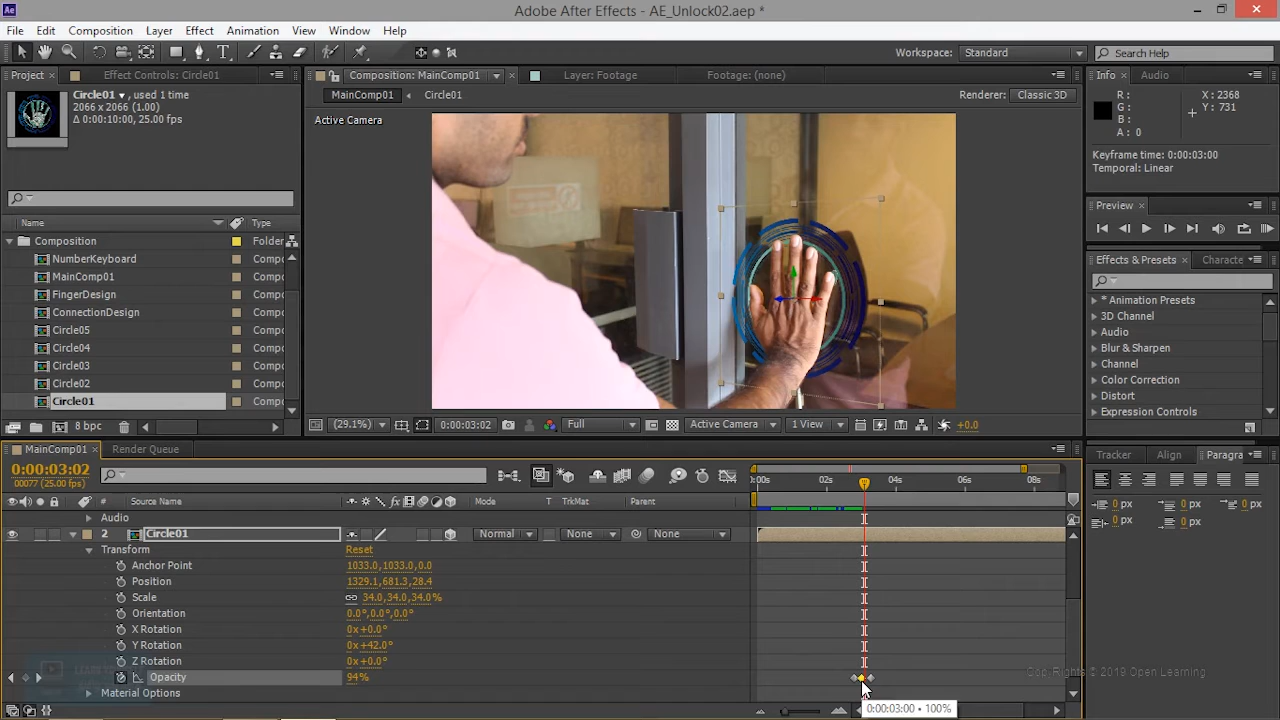 Ae Adobe After Effects - AE_Unlock02.aep *
File Edit Composition Layer Effect Animation View Window Help
Workspace: Standard Search Help
Project Effect Controls: Circle01 Composition: MainComp01 Layer: Footage Footage: (none) Info Audio
Circle01 , used 1 time
2066 x 2066 (1.00)
Δ 0:00:10:00, 25.00 fps
MainComp01 Circle01 Renderer: Classic 3D
Active Camera
R :
G :
B :
A : 0
X : 2368
Y : 731
Keyframe time: 0:00:03:00
Temporal: Linear
Preview
Name Type
Composition Folder
NumberKeyboard Compo
MainComp01 Compo
FingerDesign Compo
ConnectionDesign Compo
Circle05 Compo
Circle04 Compo
Circle03 Compo
Circle02 Compo
Circle01 Compo
Effects & Presets Characte
* Animation Presets
3D Channel
Audio
Blur & Sharpen
Channel
Color Correction
Distort
Expression Controls
8 bpc
(29.1%) 0:00:03:02 Full Active Camera 1 View +0.0
MainComp01 Render Queue
Tracker Align Paragra
0:00:03:02
00077 (25.00 fps)
:00s 02s 04s 06s 08s
# Source Name Mode T TrkMat Parent
0 px 0 px 0 px
0 px 0 px
Audio
2 Circle01 Normal None None
Transform Reset
Anchor Point 1033.0,1033.0,0.0
Position 1329.1,681.3,28.4
Scale 34.0,34.0,34.0%
Orientation 0.0°,0.0°,0.0°
X Rotation 0x+0.0°
Y Rotation 0x+42.0°
Z Rotation 0x+0.0°
Opacity 94%
Material Options
Cop Rights © 2019 Open Learning
0:00:03:00 • 100%